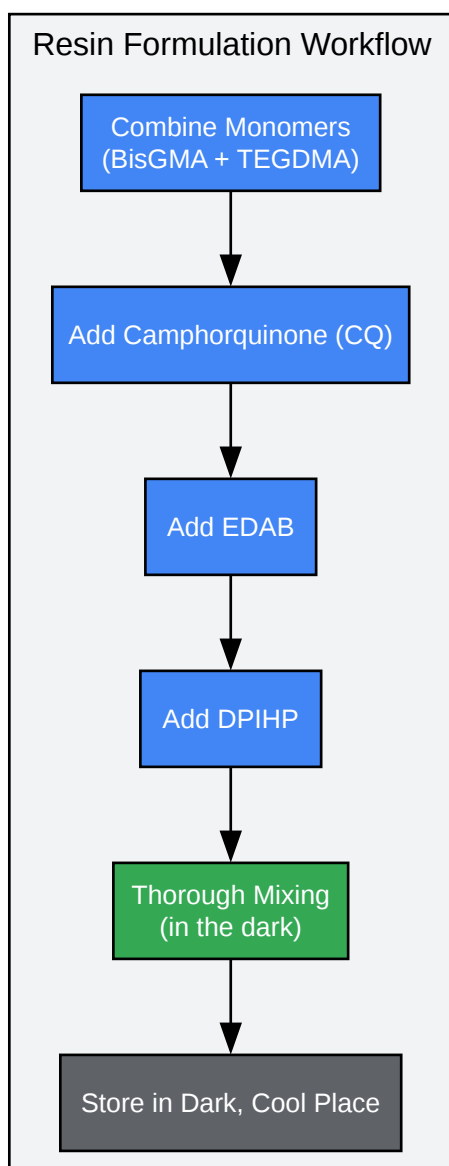 Resin Formulation Workflow
Combine Monomers
(BisGMA + TEGDMA)
Add Camphorquinone (CQ)
Add EDAB
Add DPIHP
Thorough Mixing
(in the dark)
Store in Dark, Cool Place